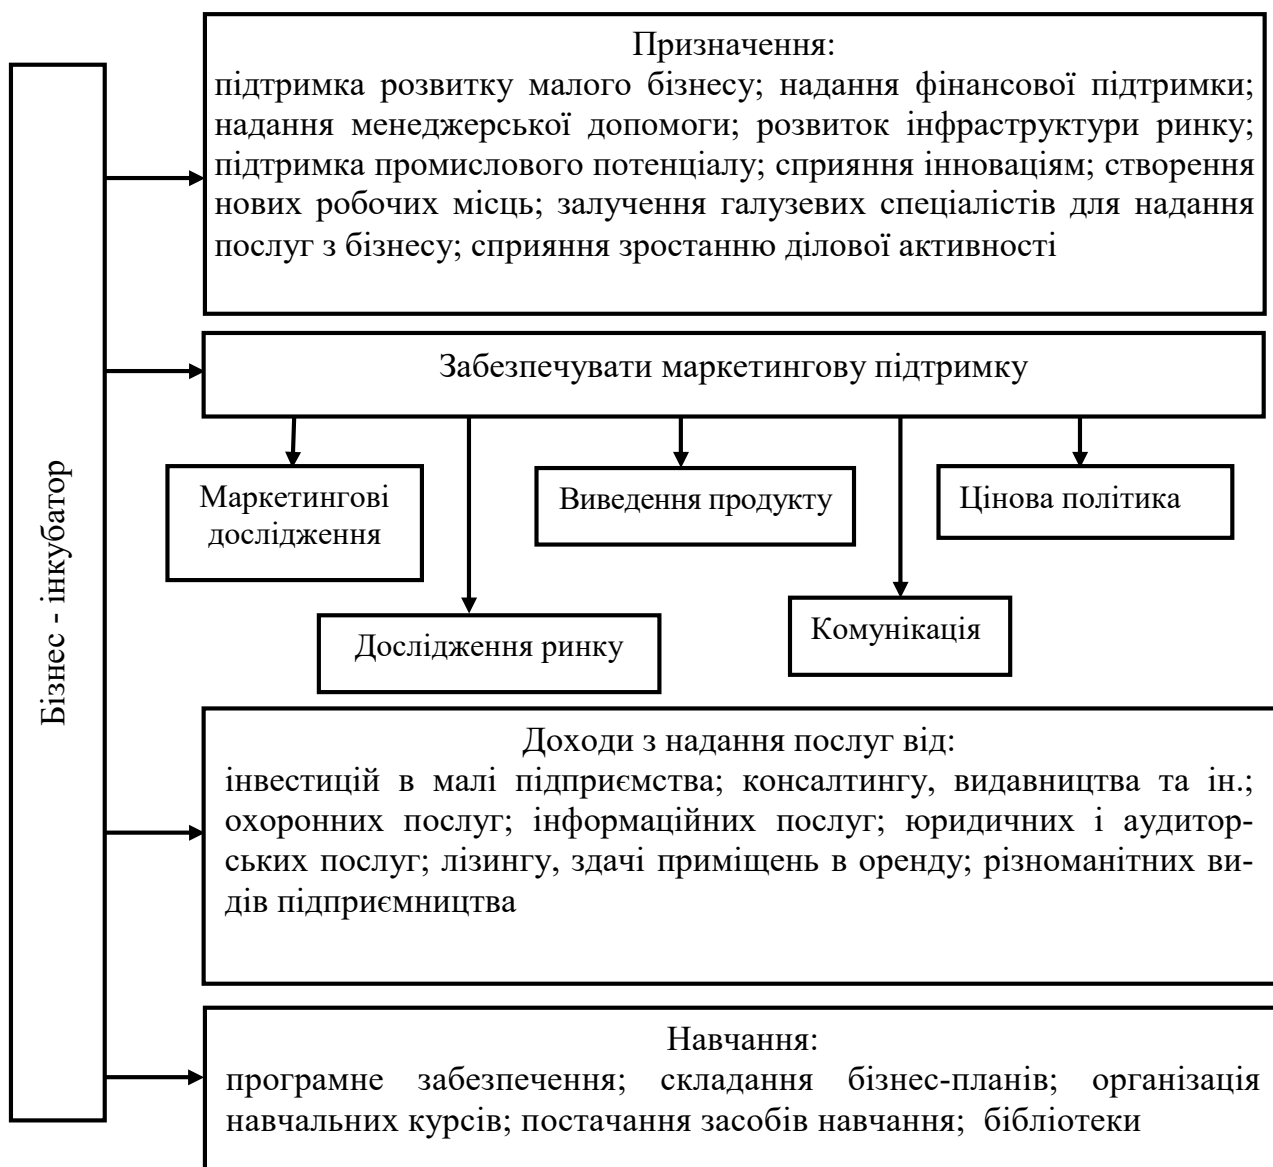 Бізнес - інкубатор
Призначення:
підтримка розвитку малого бізнесу; надання фінансової підтримки;
надання менеджерської допомоги; розвиток інфраструктури ринку;
підтримка промислового потенціалу; сприяння інноваціям; створення
нових робочих місць; залучення галузевих спеціалістів для надання
послуг з бізнесу; сприяння зростанню ділової активності
Забезпечувати маркетингову підтримку
Маркетингові
дослідження
Виведення продукту
Цінова політика
Дослідження ринку
Комунікація
Доходи з надання послуг від:
інвестицій в малі підприємства; консалтингу, видавництва та ін.;
охоронних послуг; інформаційних послуг; юридичних і аудитор-
ських послуг; лізингу, здачі приміщень в оренду; різноманітних ви-
дів підприємництва
Навчання:
програмне забезпечення; складання бізнес-планів; організація
навчальних курсів; постачання засобів навчання; бібліотеки